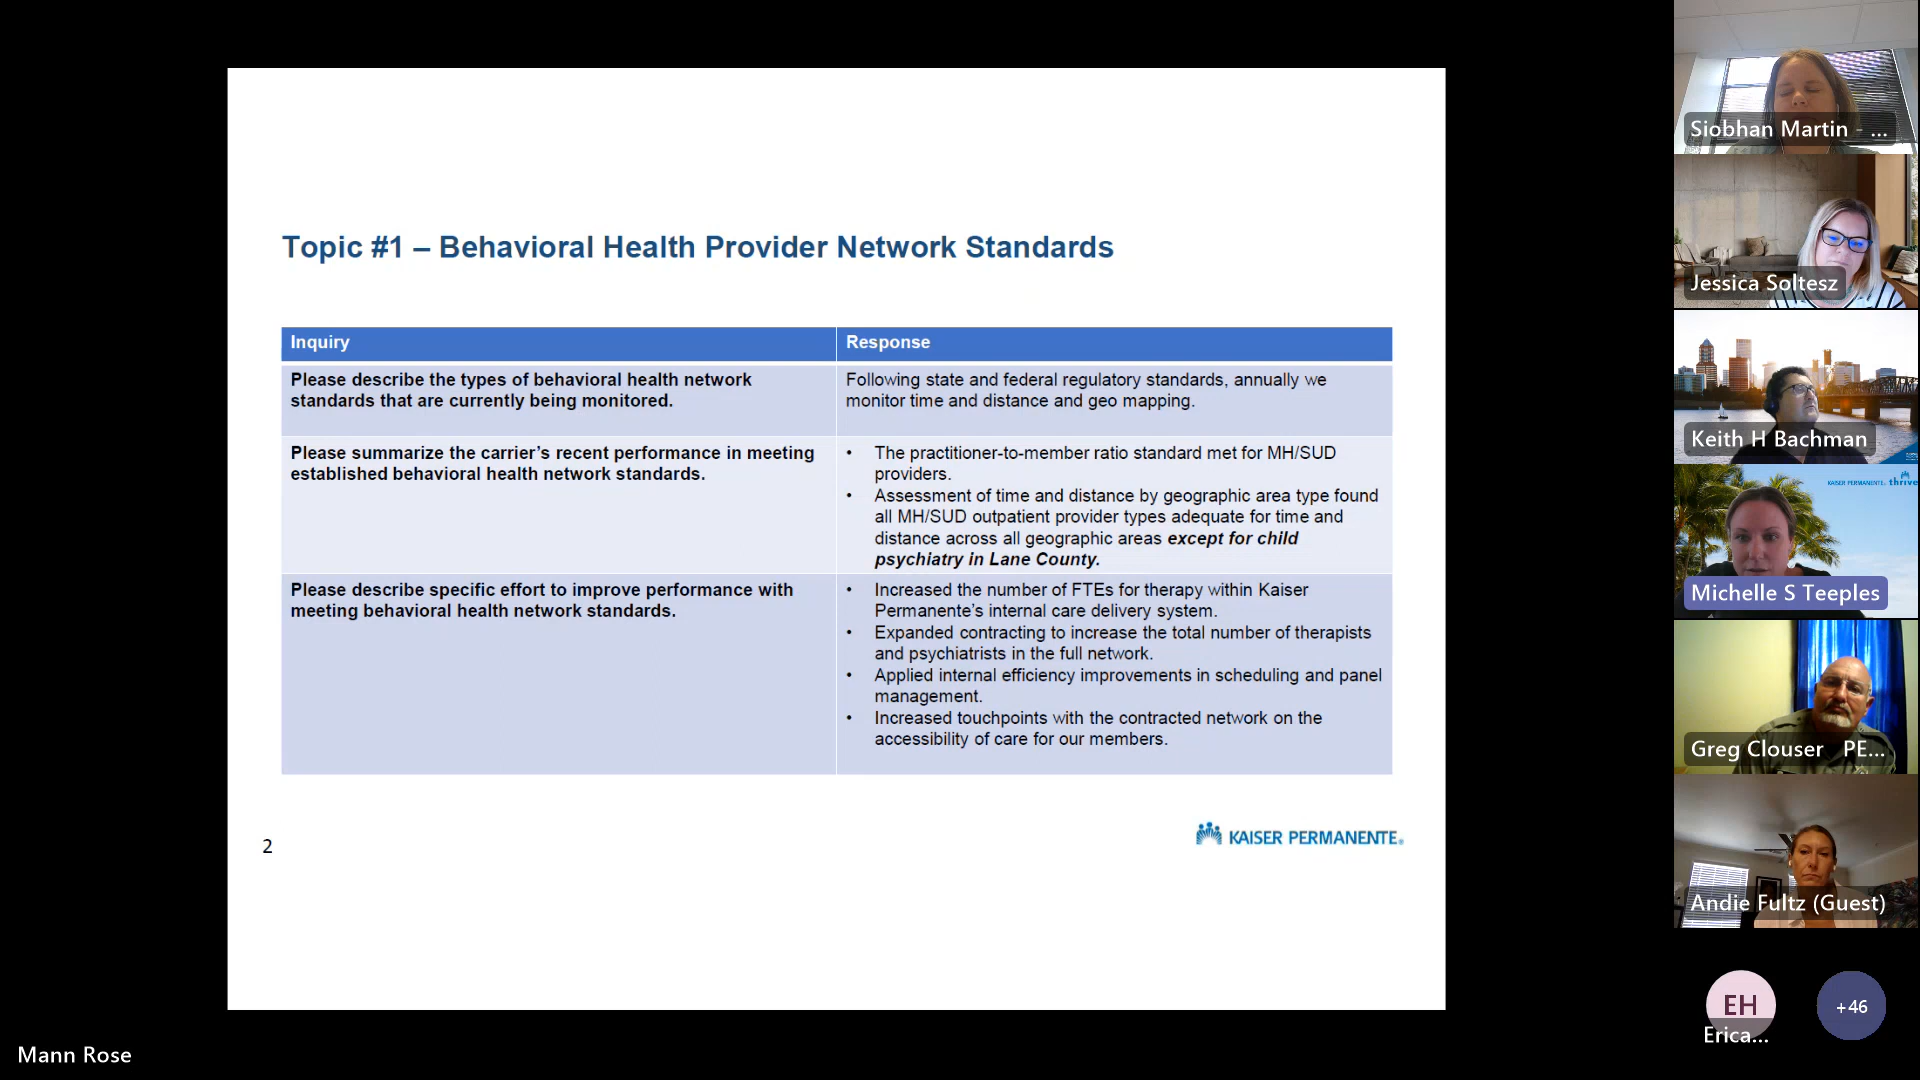 Topic #1 – Behavioral Health Provider Network Standards
Inquiry
Response
Please describe the types of behavioral health network
standards that are currently being monitored.
Following state and federal regulatory standards, annually we
monitor time and distance and geo mapping.
Please summarize the carrier's recent performance in meeting
established behavioral health network standards.
• The practitioner-to-member ratio standard met for MH/SUD
providers.
• Assessment of time and distance by geographic area type found
all MH/SUD outpatient provider types adequate for time and
distance across all geographic areas except for child
psychiatry in Lane County.
Please describe specific effort to improve performance with
meeting behavioral health network standards.
• Increased the number of FTEs for therapy within Kaiser
Permanente's internal care delivery system.
• Expanded contracting to increase the total number of therapists
and psychiatrists in the full network.
• Applied internal efficiency improvements in scheduling and panel
management.
• Increased touchpoints with the contracted network on the
accessibility of care for our members.
2
KAISER PERMANENTE®
Mann Rose
Siobhan Martin - ...
Jessica Soltesz
Keith H Bachman
KAISER PERMANENTE® thrive
Michelle S Teeples
Greg Clouser PE...
Andie Fultz (Guest)
EH
Erica...
+46